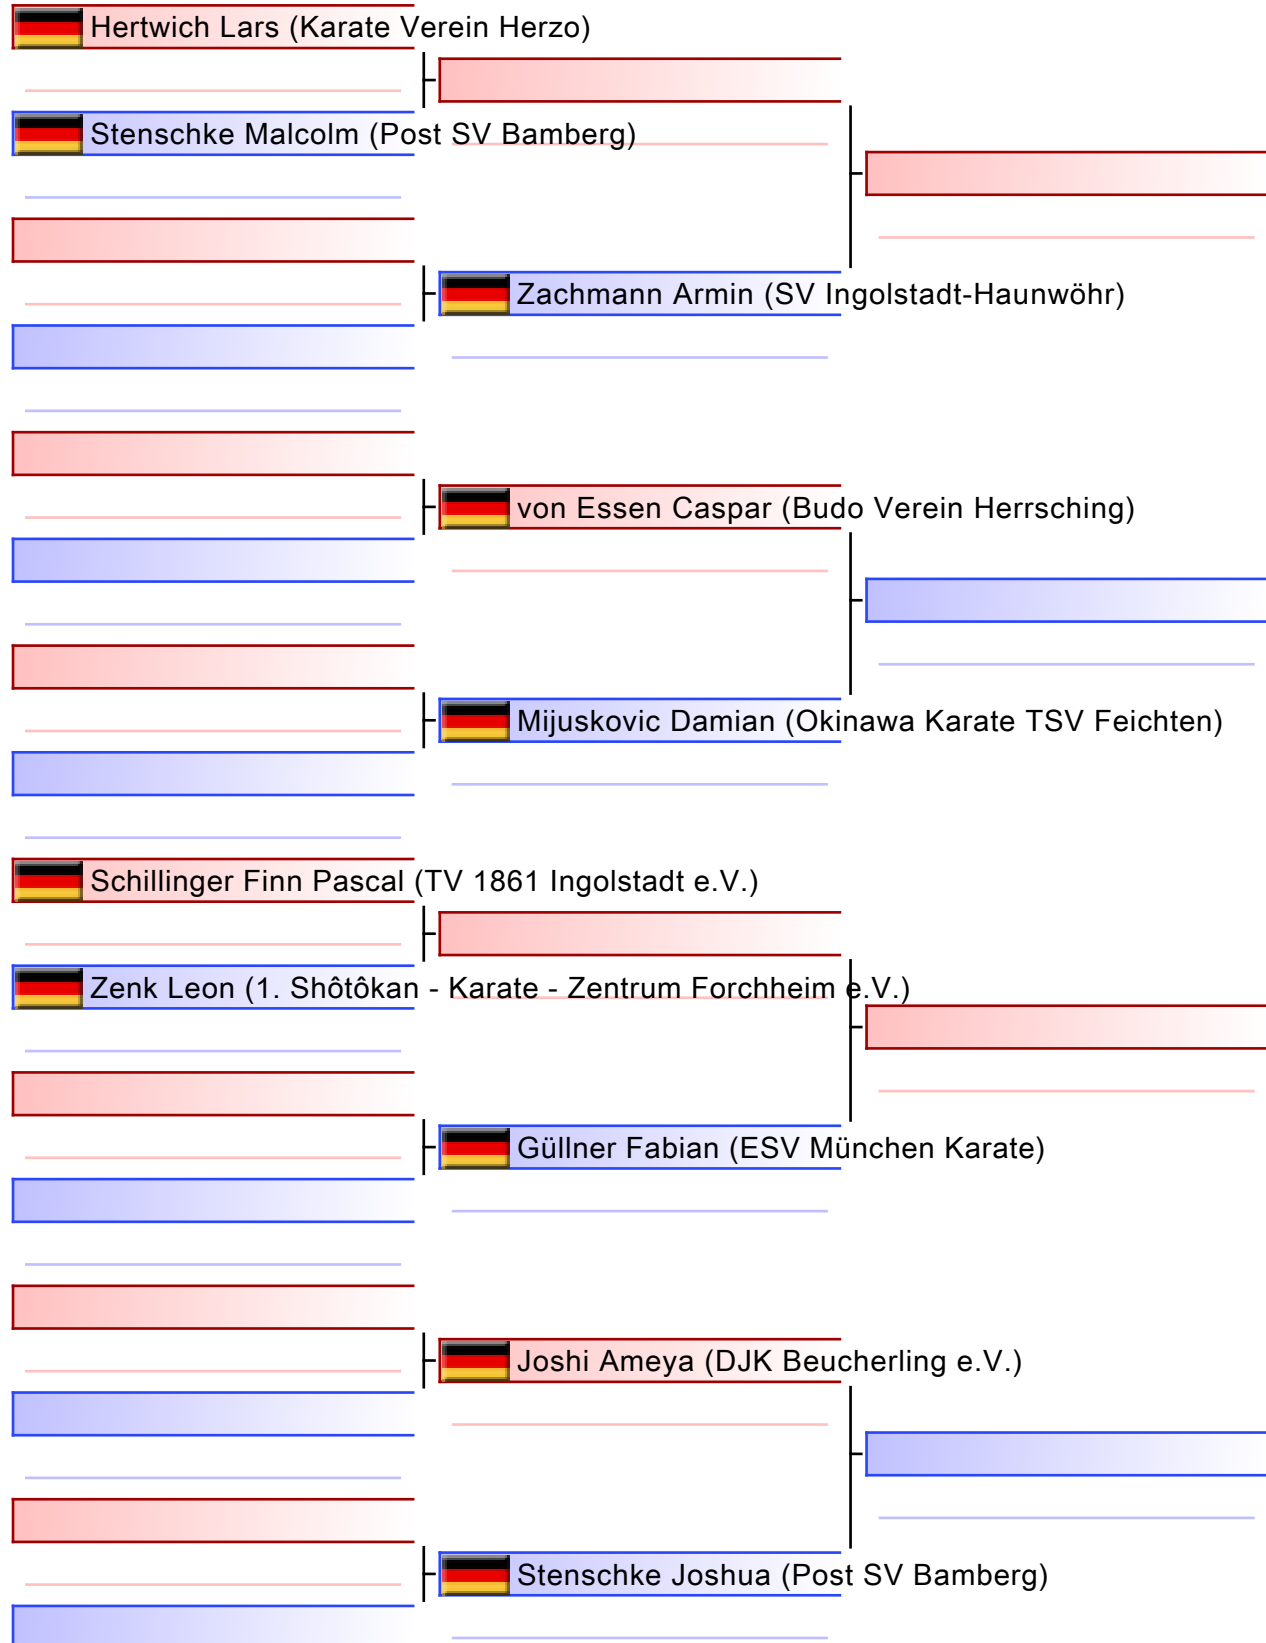 Hertwich Lars (Karate Verein Herzo)
Stenschke Malcolm (Post SV Bamberg)
Zachmann Armin (SV Ingolstadt-Haunwöhr)
von Essen Caspar (Budo Verein Herrsching)
Mijuskovic Damian (Okinawa Karate TSV Feichten)
Schillinger Finn Pascal (TV 1861 Ingolstadt e.V.)
Zenk Leon (1. Shôtôkan - Karate - Zentrum Forchheim e.V.)
Güllner Fabian (ESV München Karate)
Joshi Ameya (DJK Beucherling e.V.)
Stenschke Joshua (Post SV Bamberg)